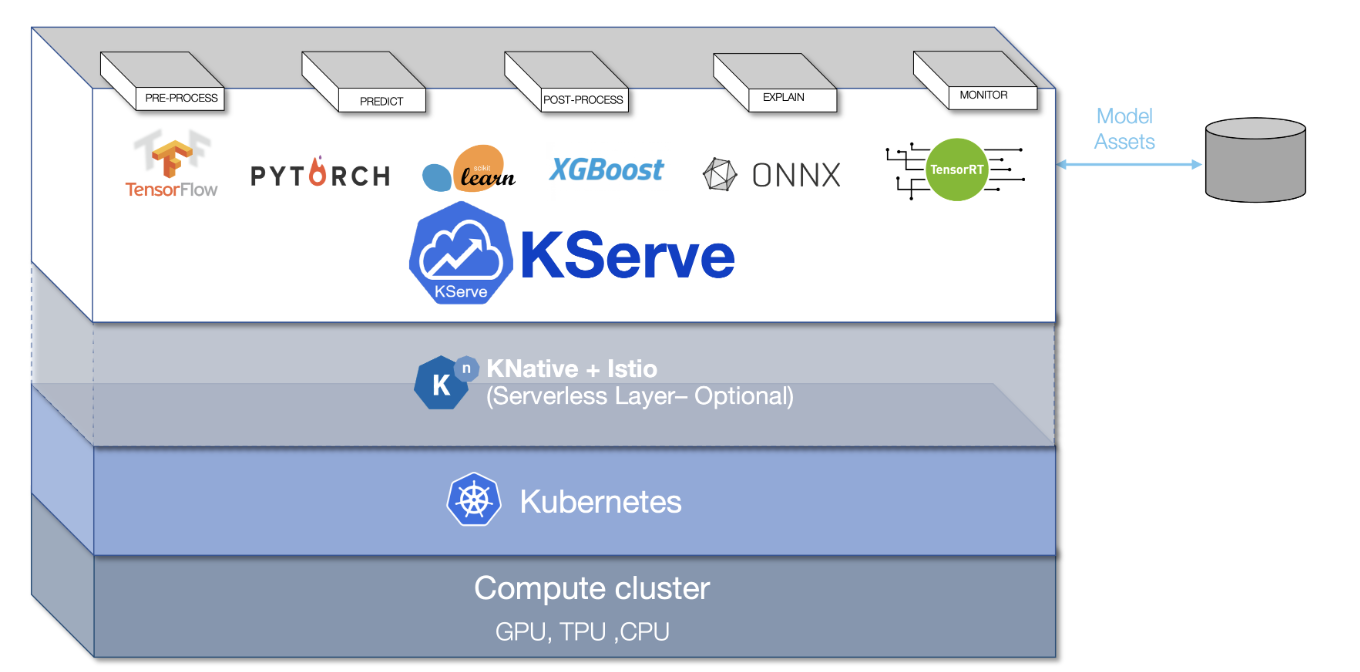 PRE-PROCESS
PREDICT
POST-PROCESS
EXPLAIN
MONITOR
Model
Assets
TensorFlow
PYTORCH
scikit
learn
XGBoost
ONNX
TensorRT
KServe
KServe
K
n
KNative + Istio
(Serverless Layer– Optional)
Kubernetes
Compute cluster
GPU, TPU ,CPU